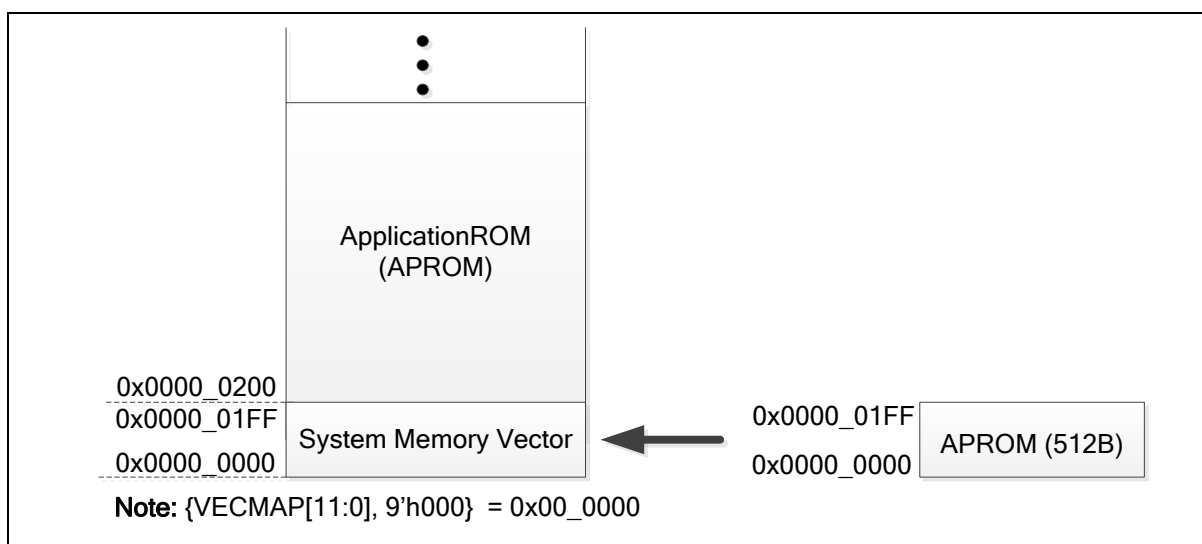 ApplicationROM
(APROM)
0x0000_0200
0x0000_01FF
System Memory Vector
0x0000_0000
0x0000_01FF
APROM (512B)
0x0000_0000
Note: {VECMAP[11:0], 9'h000} = 0x00_0000